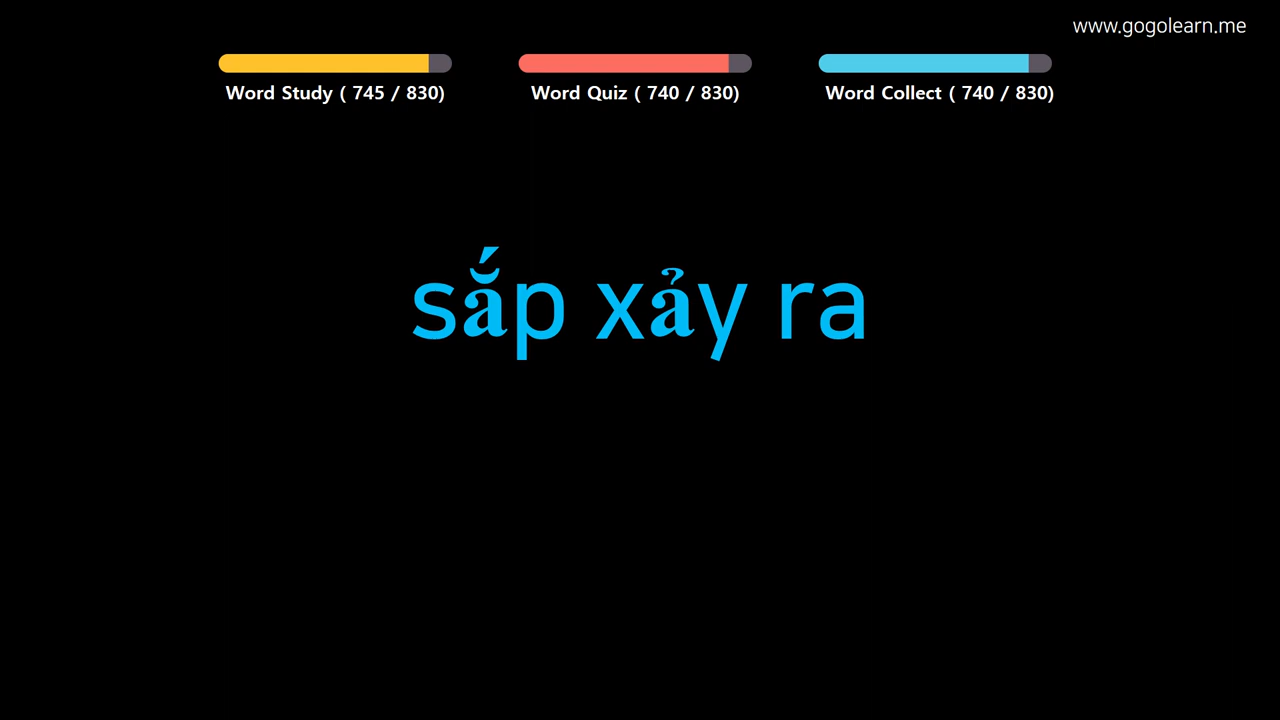 www.gogolearn.me
Word Study ( 745 / 830)
Word Quiz ( 740 / 830)
Word Collect ( 740 / 830)
sắp xảy ra